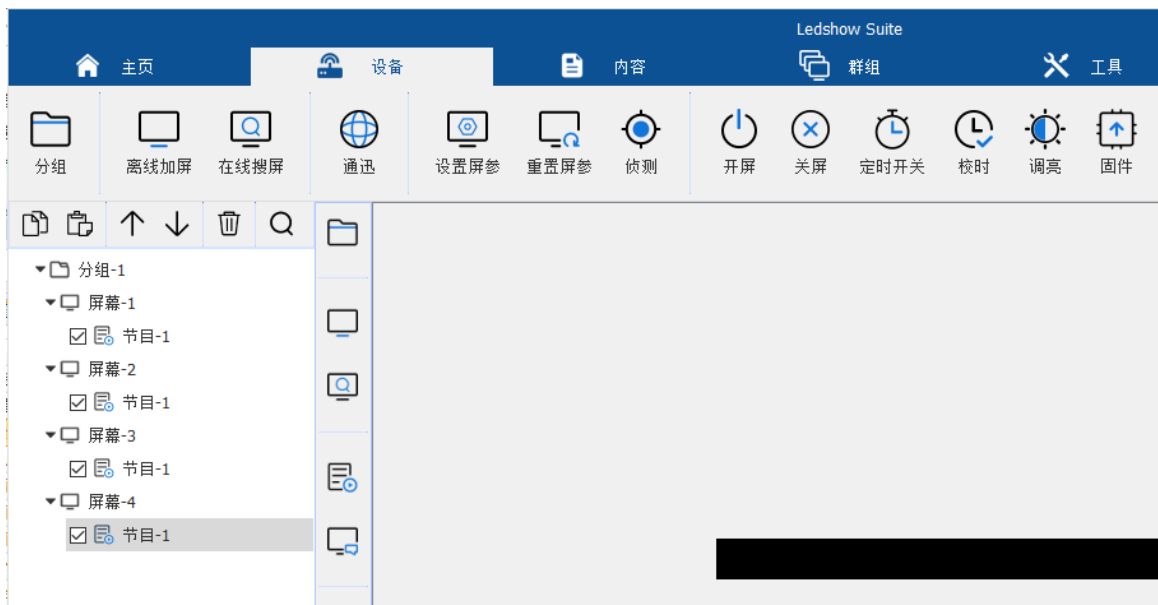 Ledshow Suite
主页 设备 内容 群组 工具
分组 离线加屏 在线搜屏 通迅 设置屏参 重置屏参 侦测 开屏 关屏 定时开关 校时 调亮 固件
分组-1
屏幕-1
节目-1
屏幕-2
节目-1
屏幕-3
节目-1
屏幕-4
节目-1